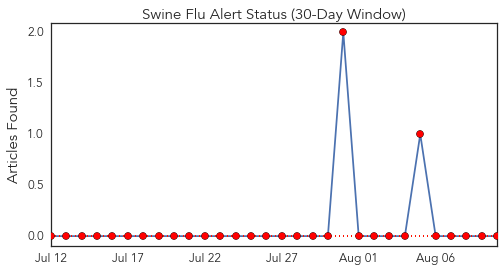 Swine Flu Alert Status (30-Day Window)
Articles Found
2.0
1.5
1.0
0.5
0.0
Jul 12 Jul 17 Jul 22 Jul 27 Aug 01 Aug 06